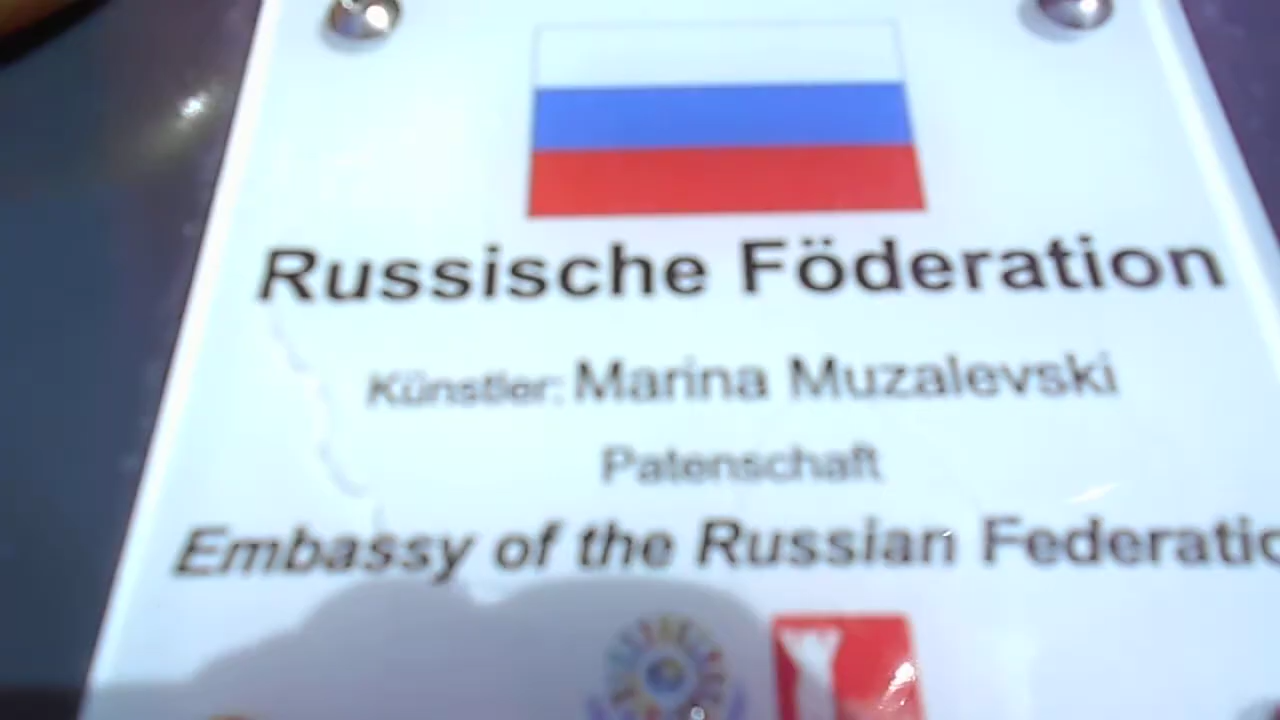 Russische Föderation
Künstler: Marina Muzalevski
Patenschaft
Embassy of the Russian Federatio